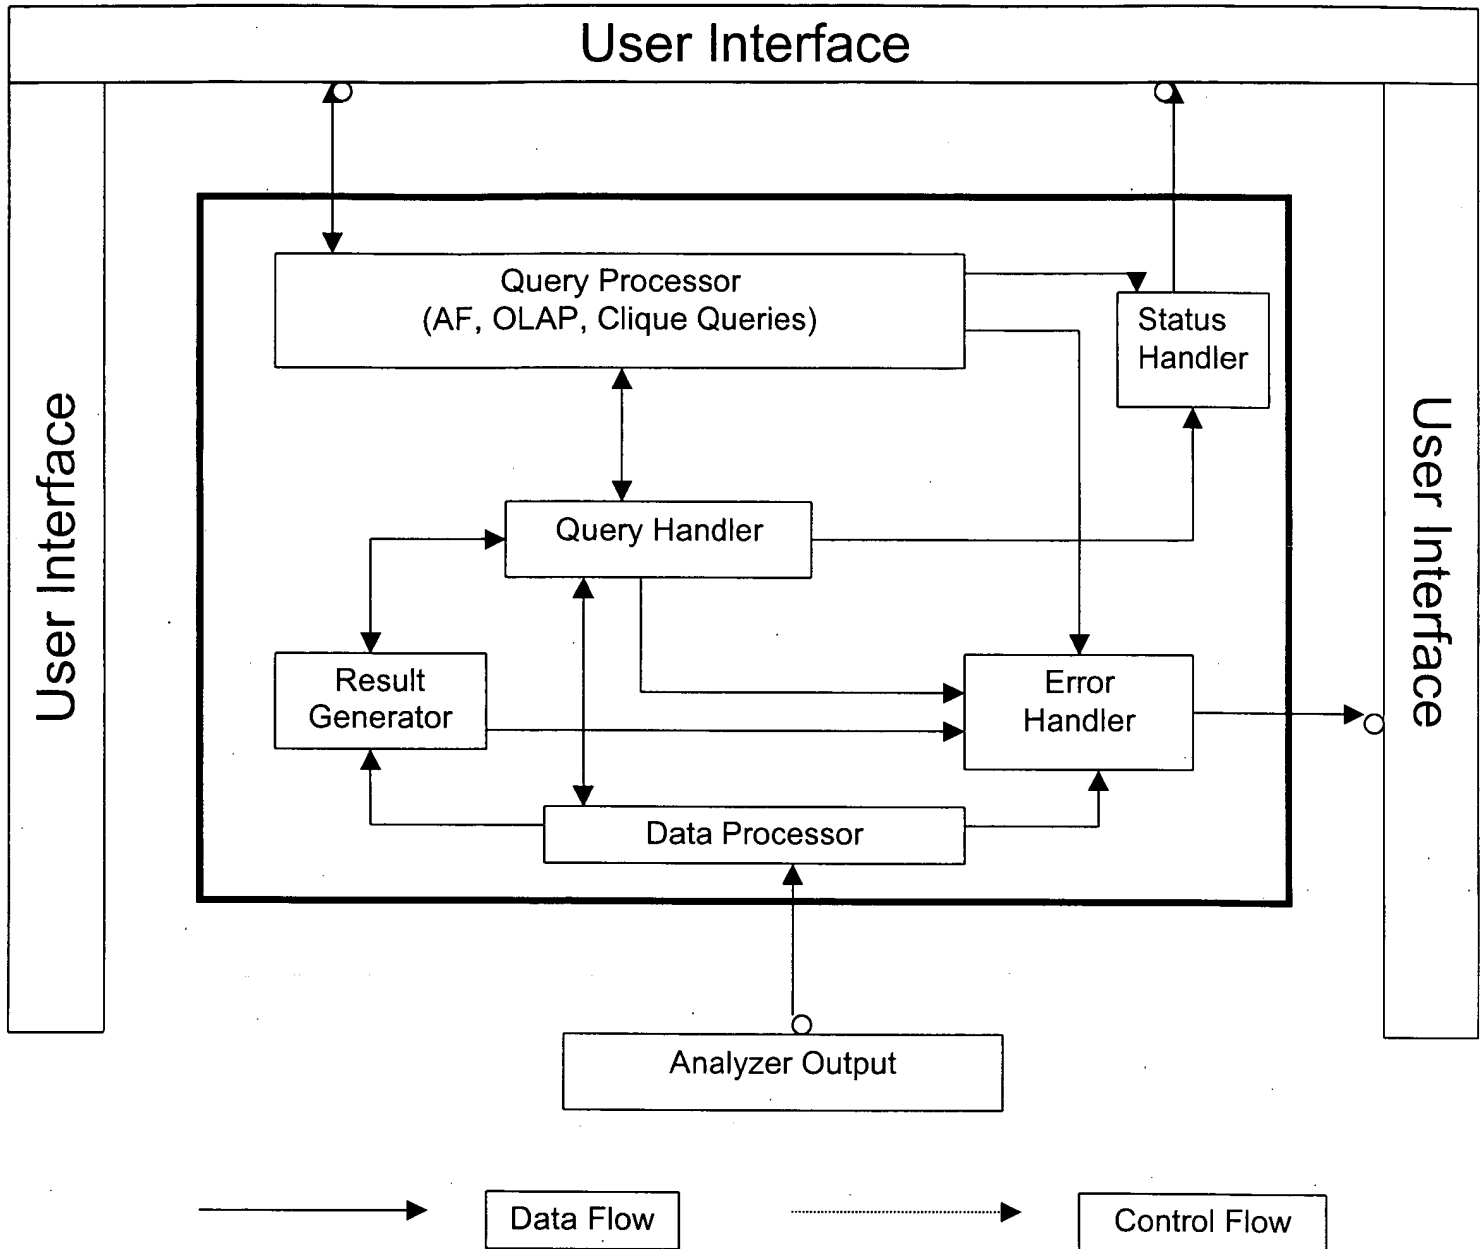 User Interface
User Interface
User Interface
Query Processor
(AF, OLAP, Clique Queries)
Status
Handler
Query Handler
Result
Generator
Error
Handler
Data Processor
Analyzer Output
Data Flow
Control Flow